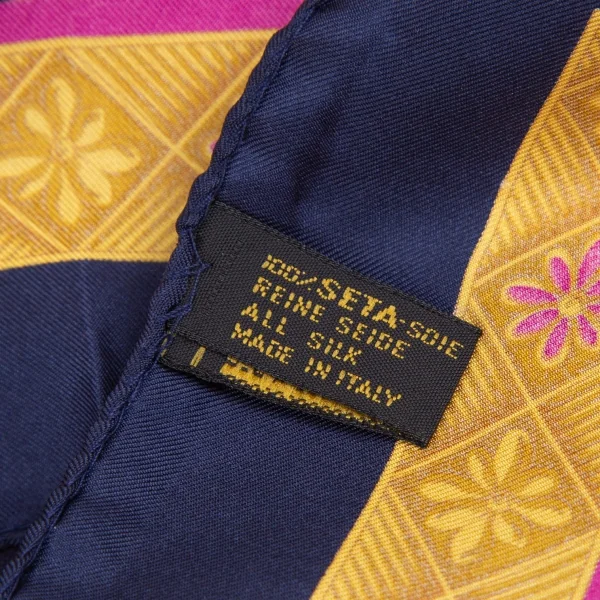 100/SETA-SOIE
REINE SEIDE
ALL SILK
MADE IN ITALY